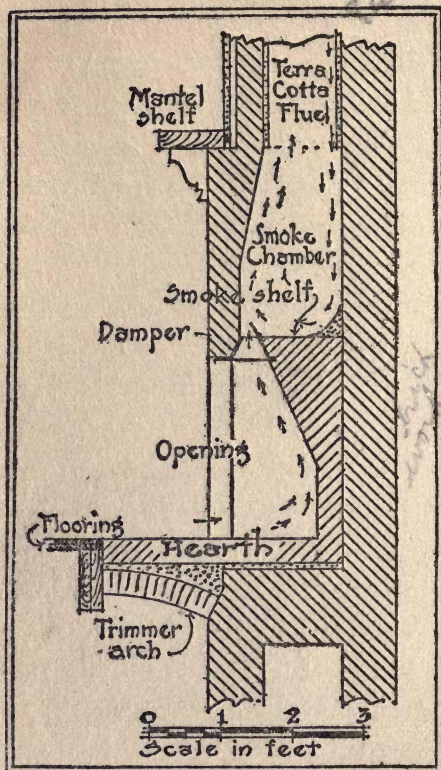 Terra
Cotta
Flue
Mantel
shelf
Smoke
Chamber
Smoke shelf
Damper
Opening
Flooring
Hearth
Trimmer
arch
0 1 2 3
Scale in feet